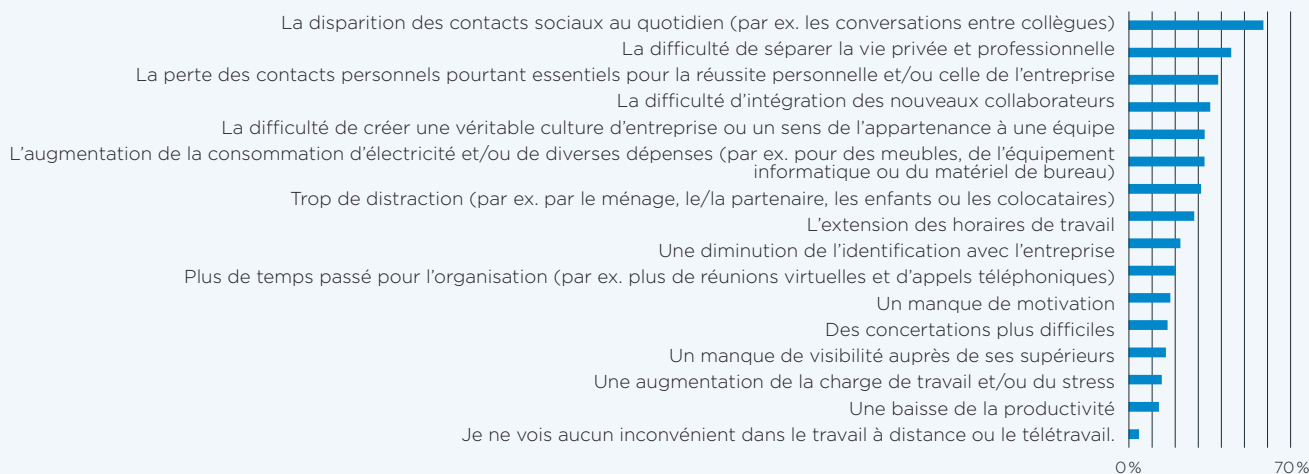 La disparition des contacts sociaux au quotidien (par ex. les conversations entre collègues)
La difficulté de séparer la vie privée et professionnelle
La perte des contacts personnels pourtant essentiels pour la réussite personnelle et/ou celle de l’entreprise
La difficulté d’intégration des nouveaux collaborateurs
La difficulté de créer une véritable culture d’entreprise ou un sens de l’appartenance à une équipe
L’augmentation de la consommation d’électricité et/ou de diverses dépenses (par ex. pour des meubles, de l’équipement
informatique ou du matériel de bureau)
Trop de distraction (par ex. par le ménage, le/la partenaire, les enfants ou les colocataires)
L’extension des horaires de travail
Une diminution de l’identification avec l’entreprise
Plus de temps passé pour l’organisation (par ex. plus de réunions virtuelles et d’appels téléphoniques)
Un manque de motivation
Des concertations plus difficiles
Un manque de visibilité auprès de ses supérieurs
Une augmentation de la charge de travail et/ou du stress
Une baisse de la productivité
Je ne vois aucun inconvénient dans le travail à distance ou le télétravail.
0 % 70 %